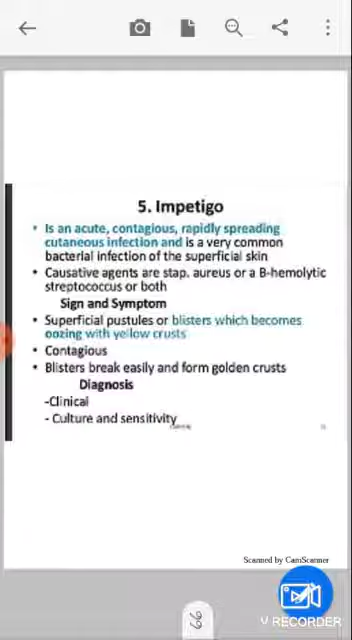 5. Impetigo
• Is an acute, contagious, rapidly spreading
cutaneous infection and is a very common
bacterial infection of the superficial skin
• Causative agents are stap. aureus or a B-hemolytic
streptococcus or both
Sign and Symptom
• Superficial pustules or blisters which becomes
oozing with yellow crusts
• Contagious
• Blisters break easily and form golden crusts
Diagnosis
-Clinical
- Culture and sensitivity
Scanned by CamScanner
V RECORDER
99